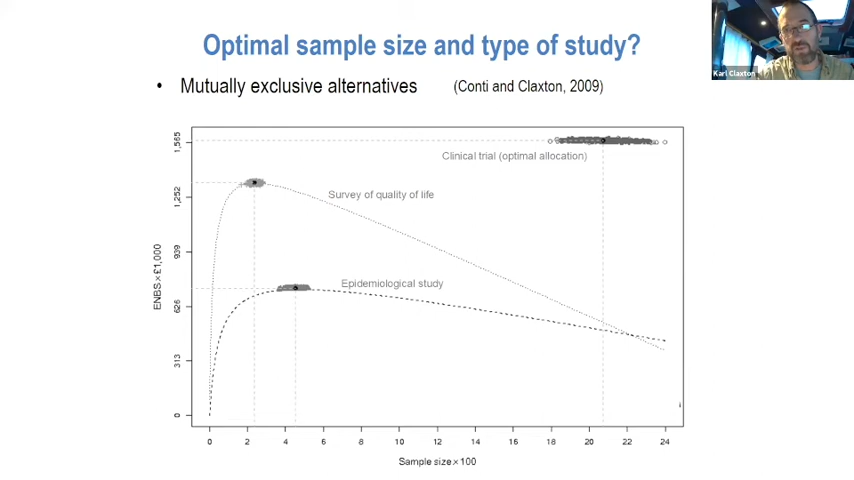 Optimal sample size and type of study?
Karl Claxton
• Mutually exclusive alternatives (Conti and Claxton, 2009)
1,565
1,252
939
626
313
0
ENBS × £1,000
Clinical trial (optimal allocation)
Survey of quality of life
Epidemiological study
0 2 4 6 8 10 12 14 16 18 20 22 24
Sample size × 100